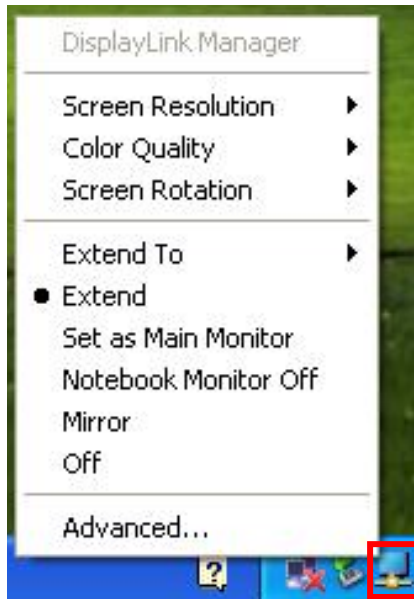 DisplayLink Manager
Screen Resolution
Color Quality
Screen Rotation
Extend To
Extend
Set as Main Monitor
Notebook Monitor Off
Mirror
Off
Advanced...
?